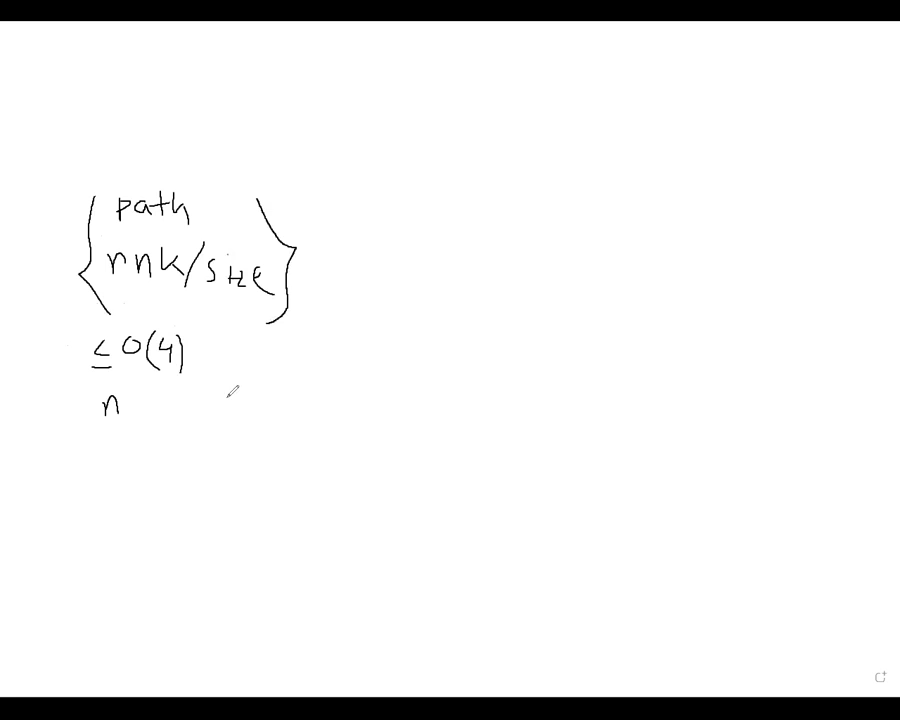 path
rnk/size
≤ O(4)
n